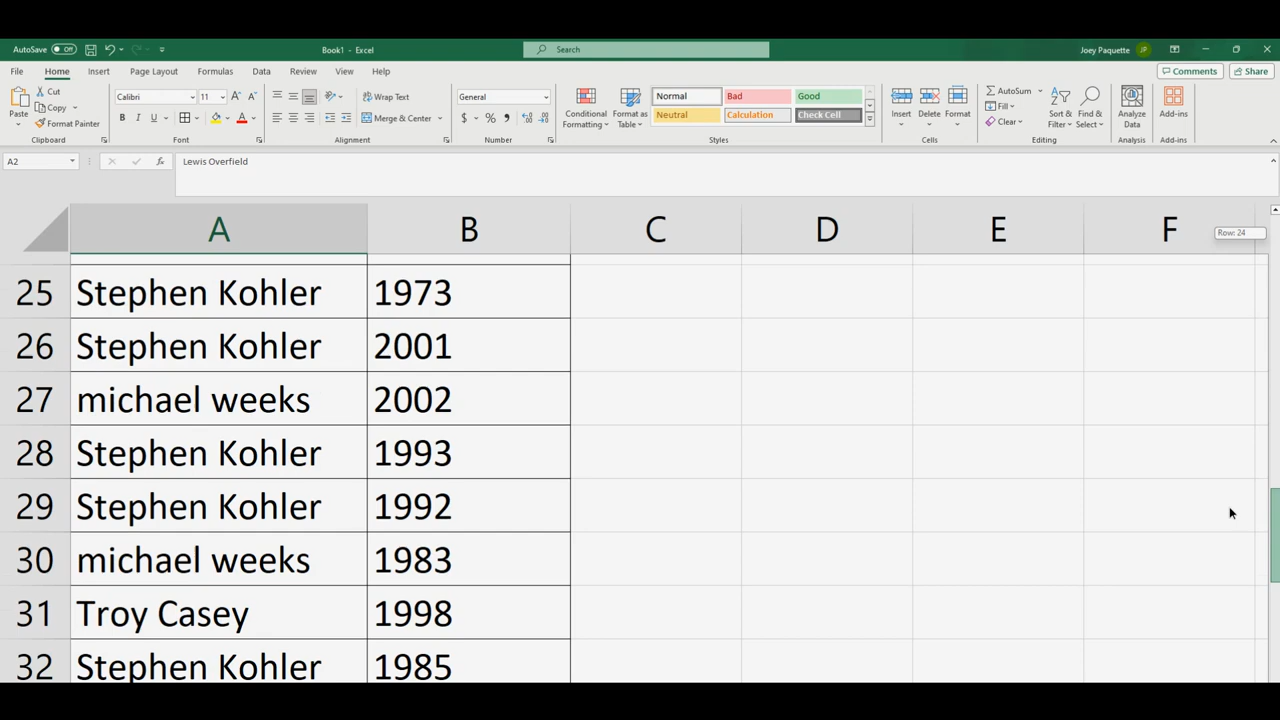 AutoSave Off Book1 - Excel Search Joey Paquette JP
File Home Insert Page Layout Formulas Data Review View Help Comments Share
Paste Cut Copy Format Painter Clipboard
Calibri 11 B I U A A A Font
Wrap Text Merge & Center Alignment
General $ % , Number
Conditional Formatting Format as Table Normal Bad Good Neutral Calculation Check Cell Styles
Insert Delete Format Cells
AutoSum Fill Clear Sort & Filter Find & Select Editing
Analyze Data Analysis
Add-ins Add-ins
A2 fx Lewis Overfield
A B C D E F
Row: 24
25 Stephen Kohler 1973
26 Stephen Kohler 2001
27 michael weeks 2002
28 Stephen Kohler 1993
29 Stephen Kohler 1992
30 michael weeks 1983
31 Troy Casey 1998
32 Stephen Kohler 1985